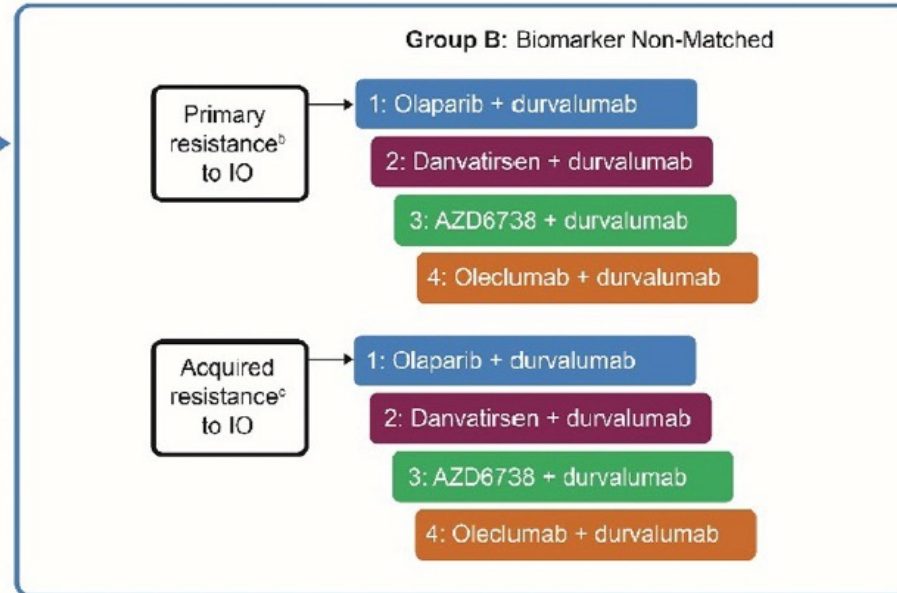 Group B: Biomarker Non-Matched
Primary
resistanceᵇ
to IO
1: Olaparib + durvalumab
2: Danvatirsen + durvalumab
3: AZD6738 + durvalumab
4: Oleclumab + durvalumab
Acquired
resistanceᶜ
to IO
1: Olaparib + durvalumab
2: Danvatirsen + durvalumab
3: AZD6738 + durvalumab
4: Oleclumab + durvalumab